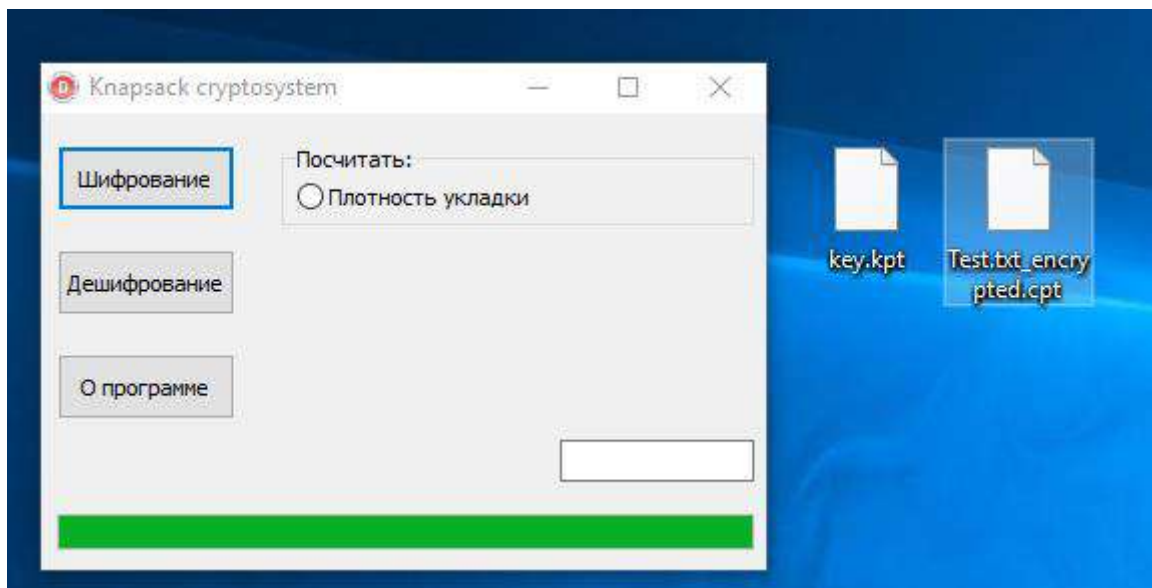 Knapsack cryptosystem
Шифрование
Посчитать:
Плотность укладки
Дешифрование
О программе
key.kpt
Test.txt_encry
pted.cpt